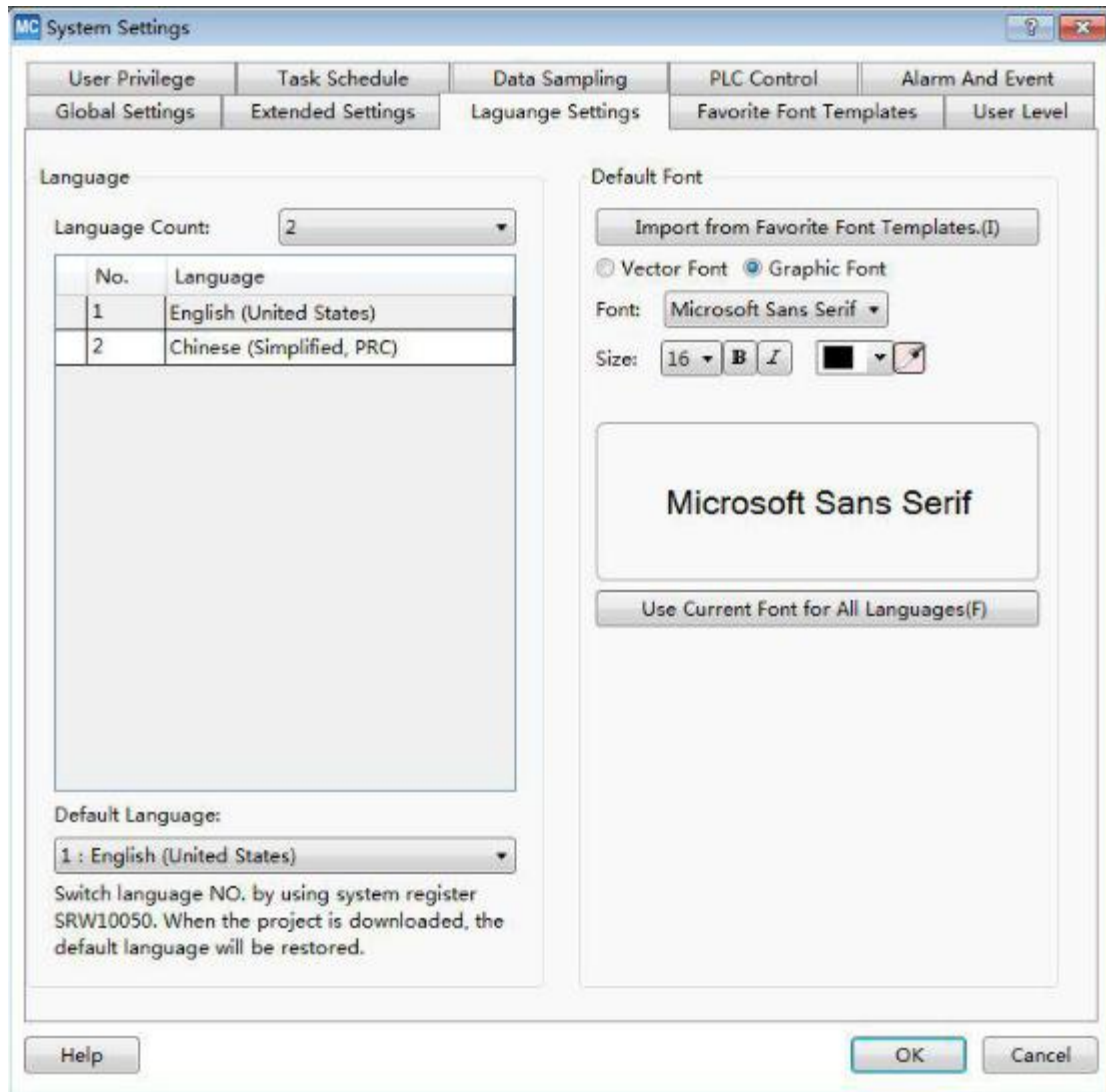 MC System Settings
User Privilege Task Schedule Data Sampling PLC Control Alarm And Event
Global Settings Extended Settings Laguange Settings Favorite Font Templates User Level
Language
Language Count: 2
No. Language
1 English (United States)
2 Chinese (Simplified, PRC)
Default Language:
1 : English (United States)
Switch language NO. by using system register
SRW10050. When the project is downloaded, the
default language will be restored.
Default Font
Import from Favorite Font Templates.(I)
Vector Font Graphic Font
Font: Microsoft Sans Serif
Size: 16 B I
Microsoft Sans Serif
Use Current Font for All Languages(F)
Help OK Cancel